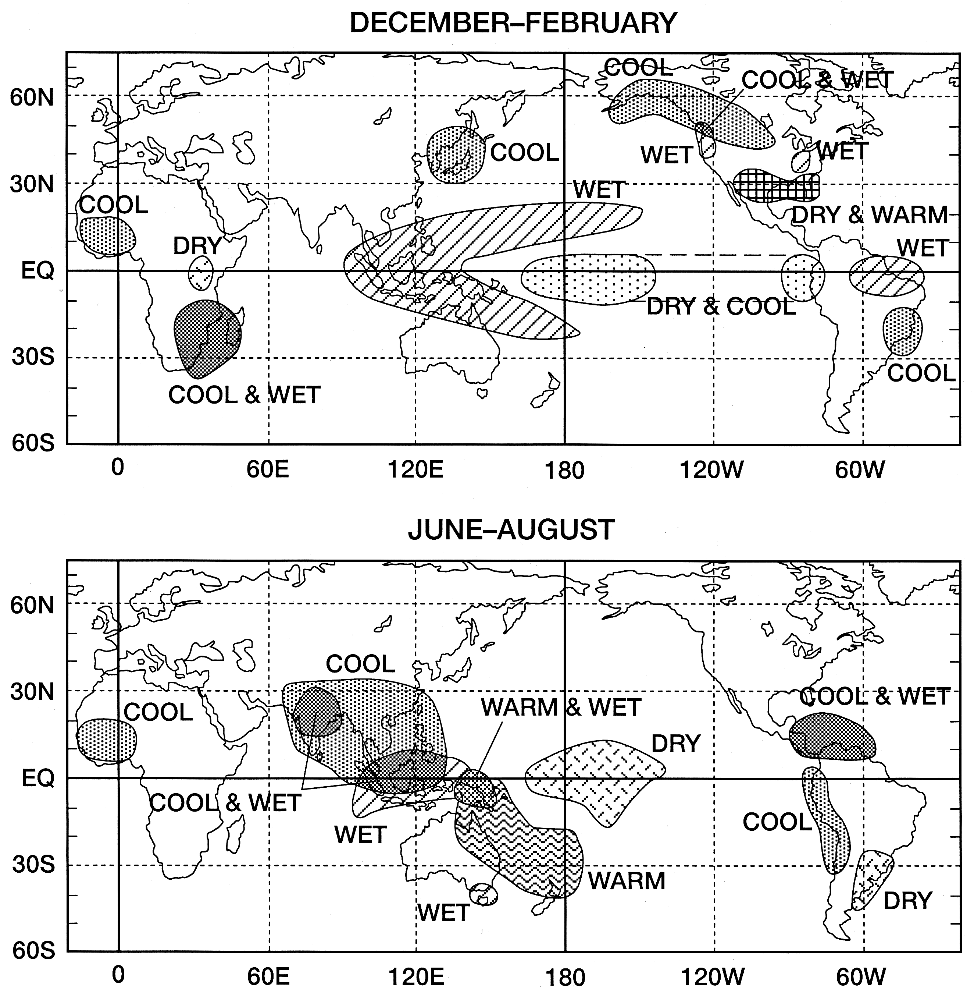 DECEMBER–FEBRUARY
COOL
COOL & WET
60N
COOL
WET
WET
30N
WET
COOL
DRY & WARM
DRY
WET
EQ
DRY & COOL
30S
COOL
COOL & WET
60S
0 60E 120E 180 120W 60W
JUNE–AUGUST
60N
COOL
30N
COOL & WET
COOL
WARM & WET
DRY
EQ
COOL & WET
COOL
WET
30S
WARM
DRY
WET
60S
0 60E 120E 180 120W 60W